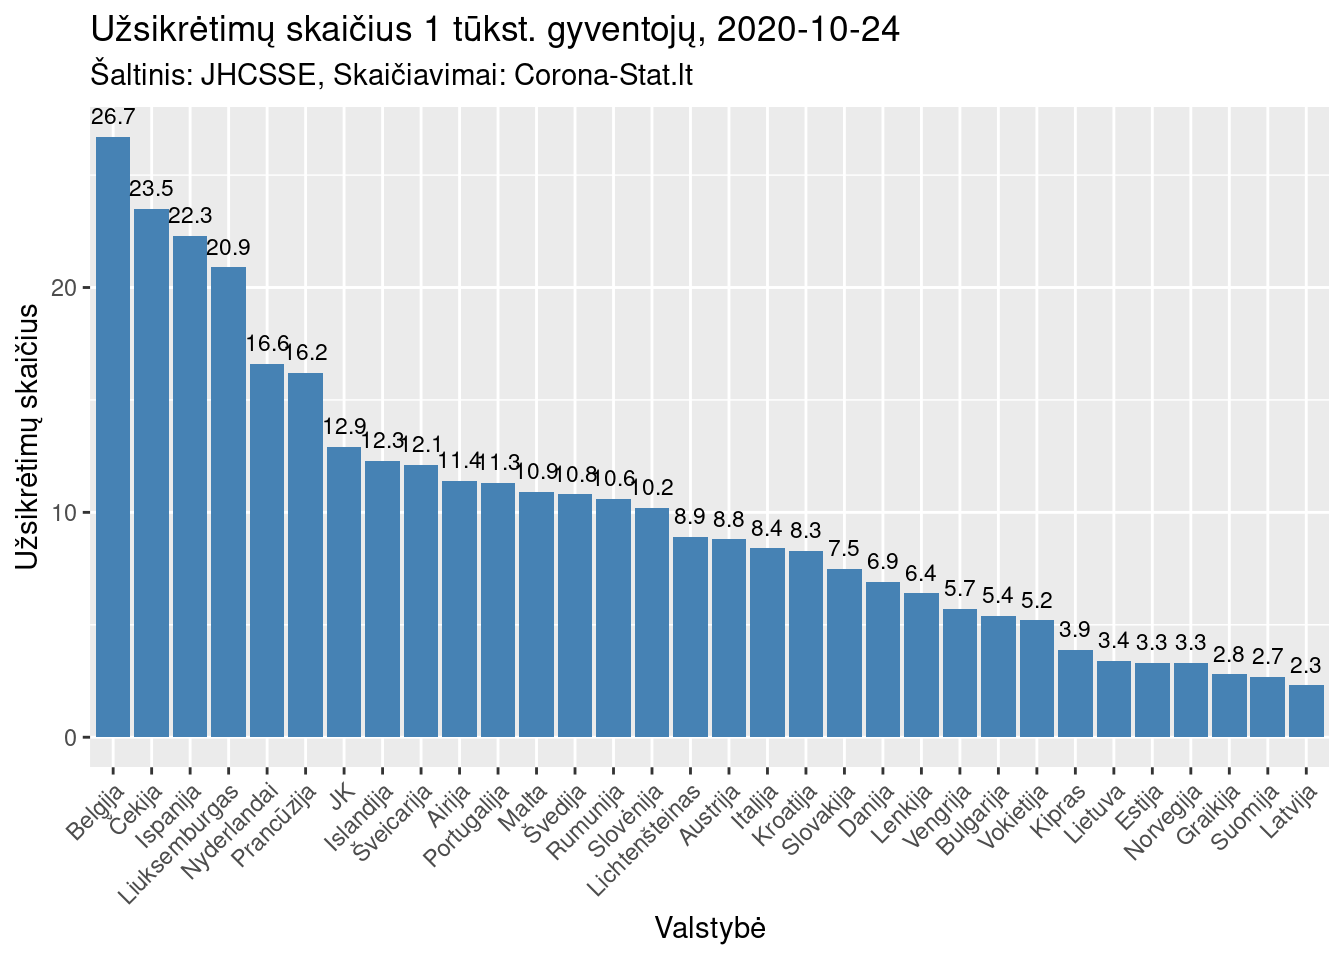 Užsikrėtimų skaičius 1 tūkst. gyventojų, 2020-10-24
Šaltinis: JHCSSE, Skaičiavimai: Corona-Stat.lt
Užsikrėtimų skaičius
20
10
0
26.7
23.5
22.3
20.9
16.6
16.2
12.9
12.3
12.1
11.4
11.3
10.9
10.8
10.6
10.2
8.9
8.8
8.4
8.3
7.5
6.9
6.4
5.7
5.4
5.2
3.9
3.4
3.3
3.3
2.8
2.7
2.3
Belgija
Čekija
Ispanija
Liuksemburgas
Nyderlandai
Prancūzija
JK
Islandija
Šveicarija
Airija
Portugalija
Malta
Švedija
Rumunija
Slovėnija
Lichtenšteinas
Austrija
Italija
Kroatija
Slovakija
Danija
Lenkija
Vengrija
Bulgarija
Vokietija
Kipras
Lietuva
Estija
Norvegija
Graikija
Suomija
Latvija
Valstybė